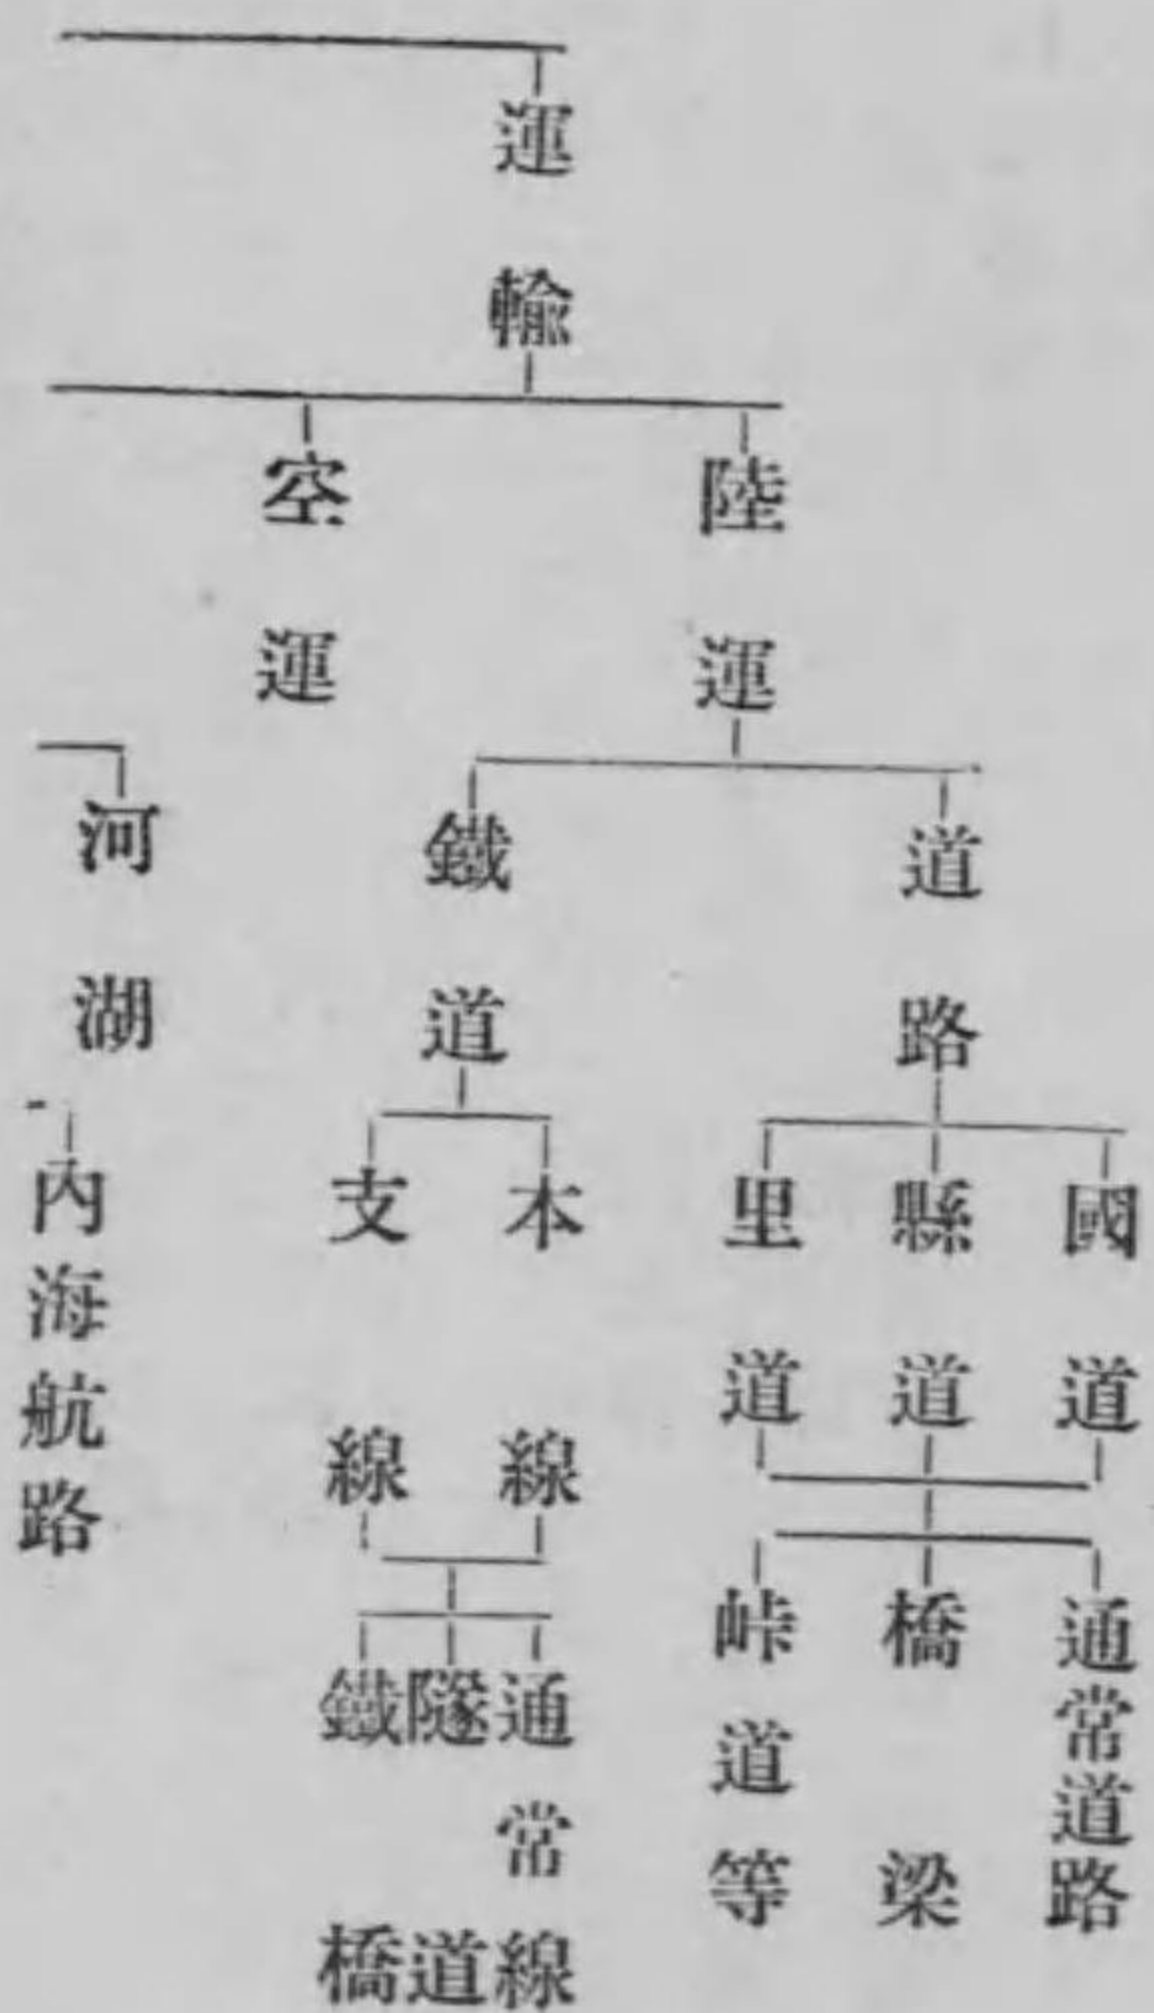 運輸
陸運
空運
道路
鐵道
河湖
國道
縣道
里道
本線
支線
內海航路
通常道路
橋梁
峠道等
通常線
隧道
鐵橋